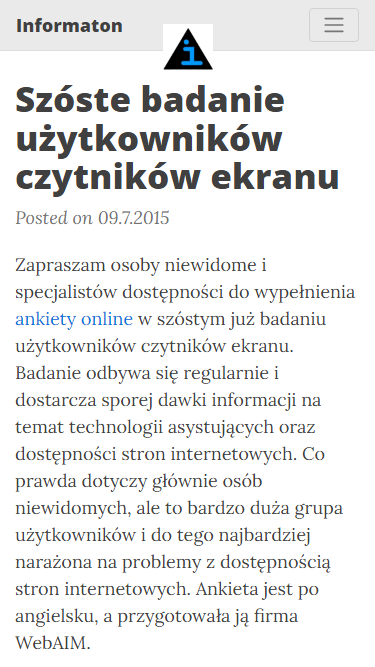 Informaton
i
Szóste badanie
użytkowników
czytników ekranu
Posted on 09.7.2015
Zapraszam osoby niewidome i
specjalistów dostępności do wypełnienia
ankiety online w szóstym już badaniu
użytkowników czytników ekranu.
Badanie odbywa się regularnie i
dostarcza sporej dawki informacji na
temat technologii asystujących oraz
dostępności stron internetowych. Co
prawda dotyczy głównie osób
niewidomych, ale to bardzo duża grupa
użytkowników i do tego najbardziej
narażona na problemy z dostępnością
stron internetowych. Ankieta jest po
angielsku, a przygotowała ją firma
WebAIM.